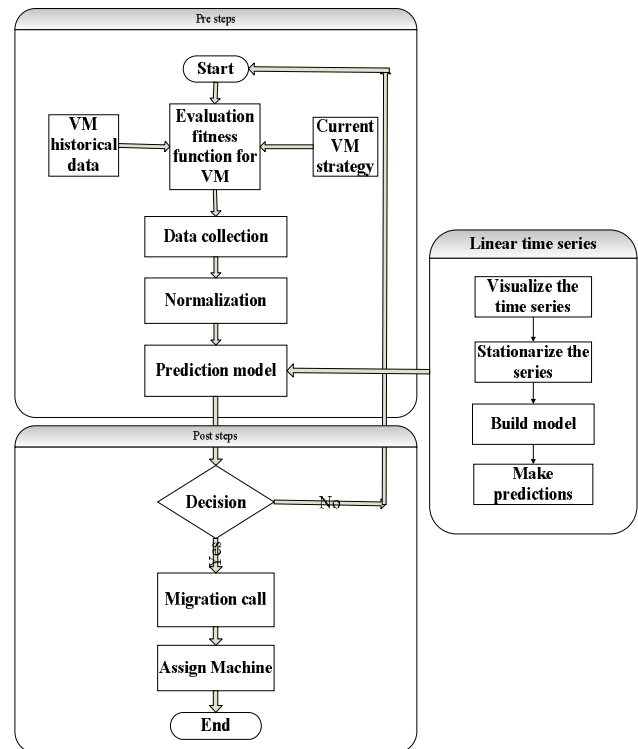 Pre steps
Start
VM
historical
data
Evaluation
fitness
function for
VM
Current
VM
strategy
Data collection
Normalization
Prediction model
Linear time series
Visualize the
time series
Stationarize the
series
Build model
Make
predictions
Post steps
Decision
No
Yes
Migration call
Assign Machine
End